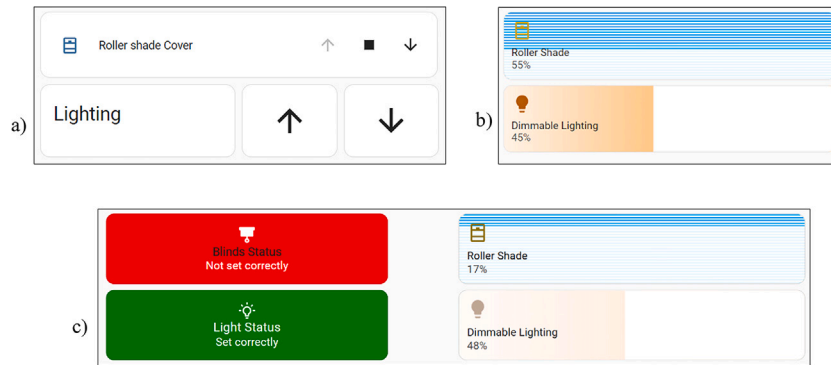 Roller shade Cover
Lighting
a)
Roller Shade
55%
b)
Dimmable Lighting
45%
Blinds Status
Not set correctly
Roller Shade
17%
c)
Light Status
Set correctly
Dimmable Lighting
48%